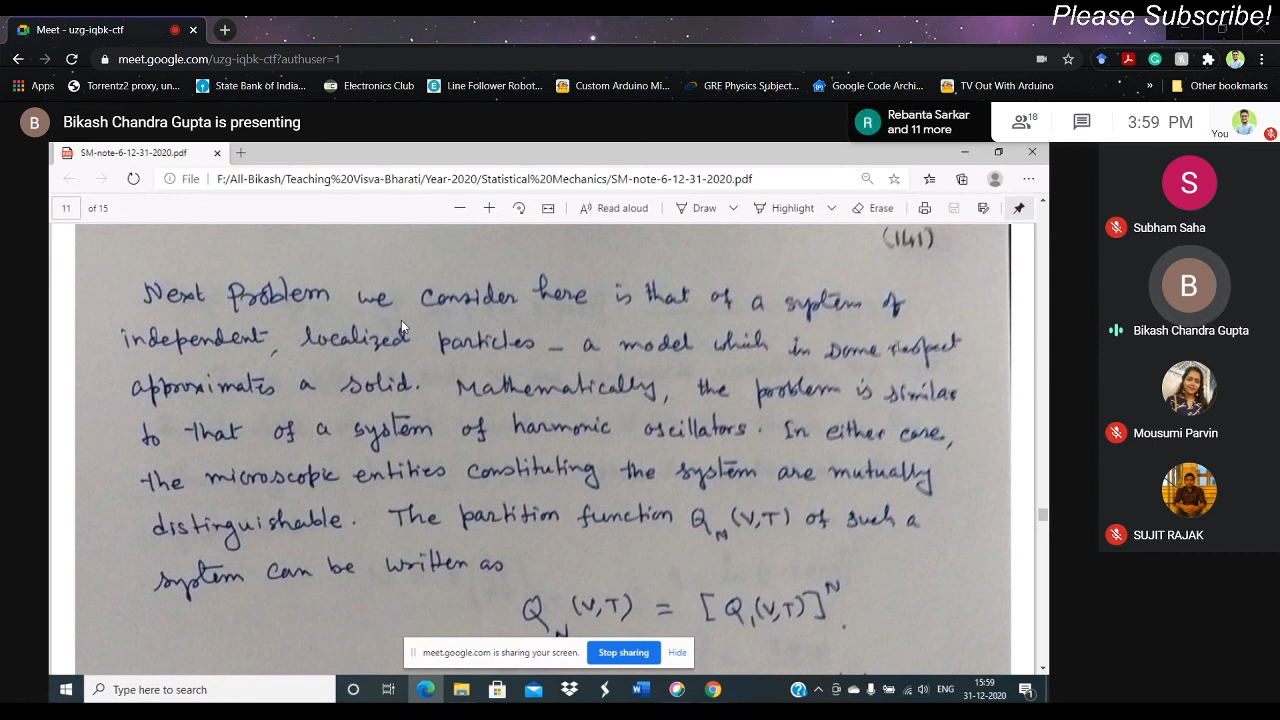 Please Subscribe!
Meet - uzg-iqbk-ctf
meet.google.com/uzg-iqbk-ctf?authuser=1
Apps
Torrentz2 proxy, un...
State Bank of India...
Electronics Club
Line Follower Robot...
Custom Arduino Mi...
GRE Physics Subject...
Google Code Archi...
TV Out With Arduino
»
Other bookmarks
B
Bikash Chandra Gupta is presenting
R
Rebanta Sarkar
and 11 more
18
3:59 PM
You
SM-note-6-12-31-2020.pdf
File
F:/All-Bikash/Teaching%20Visva-Bharati/Year-2020/Statistical%20Mechanics/SM-note-6-12-31-2020.pdf
11
of 15
Read aloud
Draw
Highlight
Erase
(141)
Next Problem we consider here is that of a system of
independent, localized particles - a model which in some respect
approximates a solid. Mathematically, the problem is similar
to that of a system of harmonic oscillators. In either case,
the microscopic entities constituting the system are mutually
distinguishable. The partition function Q_N (V,T) of such a
system can be written as
Q_N (V,T) = [Q_1(V,T)]^N.
meet.google.com is sharing your screen.
Stop sharing
Hide
S
Subham Saha
B
Bikash Chandra Gupta
Mousumi Parvin
SUJIT RAJAK
Type here to search
ENG
15:59
31-12-2020
1